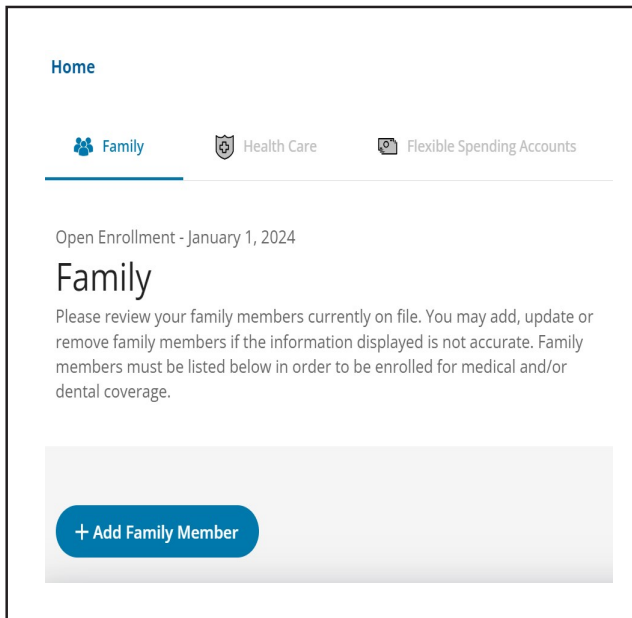 Home
Family
Health Care
Flexible Spending Accounts
Open Enrollment - January 1, 2024
Family
Please review your family members currently on file. You may add, update or
remove family members if the information displayed is not accurate. Family
members must be listed below in order to be enrolled for medical and/or
dental coverage.
+ Add Family Member